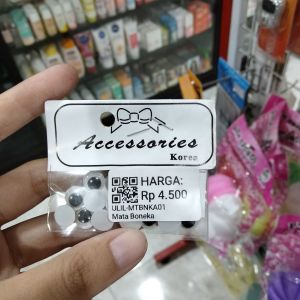 Accessories
Korea
HARGA:
Rp 4.500
ULIL-MTBNKA01
Mata Boneka